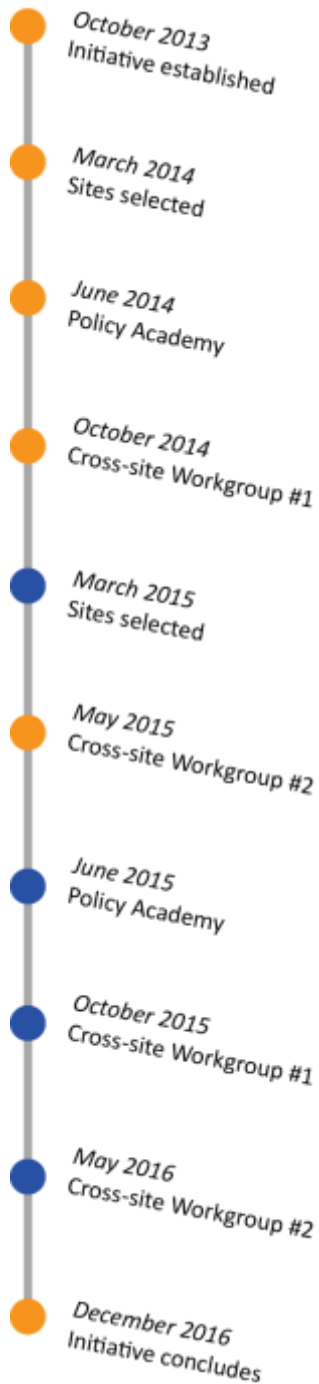 October 2013
Initiative established
March 2014
Sites selected
June 2014
Policy Academy
October 2014
Cross-site Workgroup #1
March 2015
Sites selected
May 2015
Cross-site Workgroup #2
June 2015
Policy Academy
October 2015
Cross-site Workgroup #1
May 2016
Cross-site Workgroup #2
December 2016
Initiative concludes